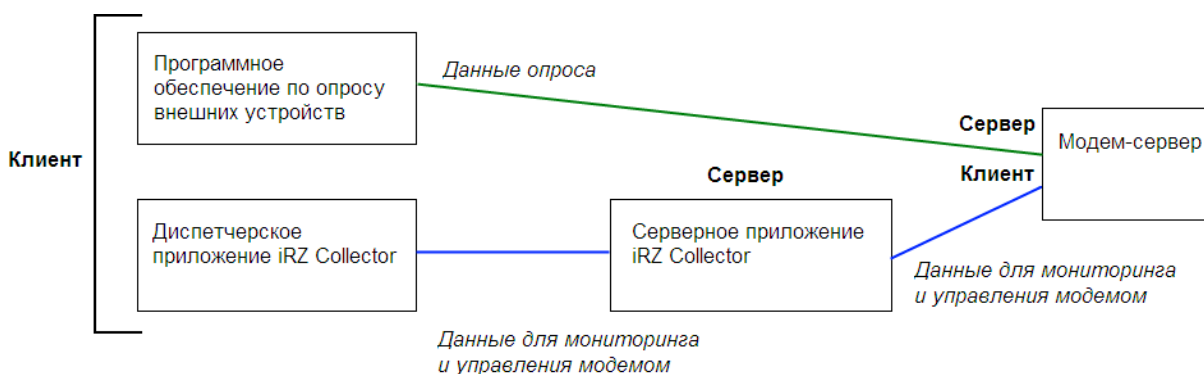 Программное
обеспечение по опросу
внешних устройств
Данные опроса
Сервер
Модем-сервер
Клиент
Клиент
Сервер
Диспетчерское
приложение iRZ Collector
Серверное приложение
iRZ Collector
Данные для мониторинга
и управления модемом
Данные для мониторинга
и управления модемом